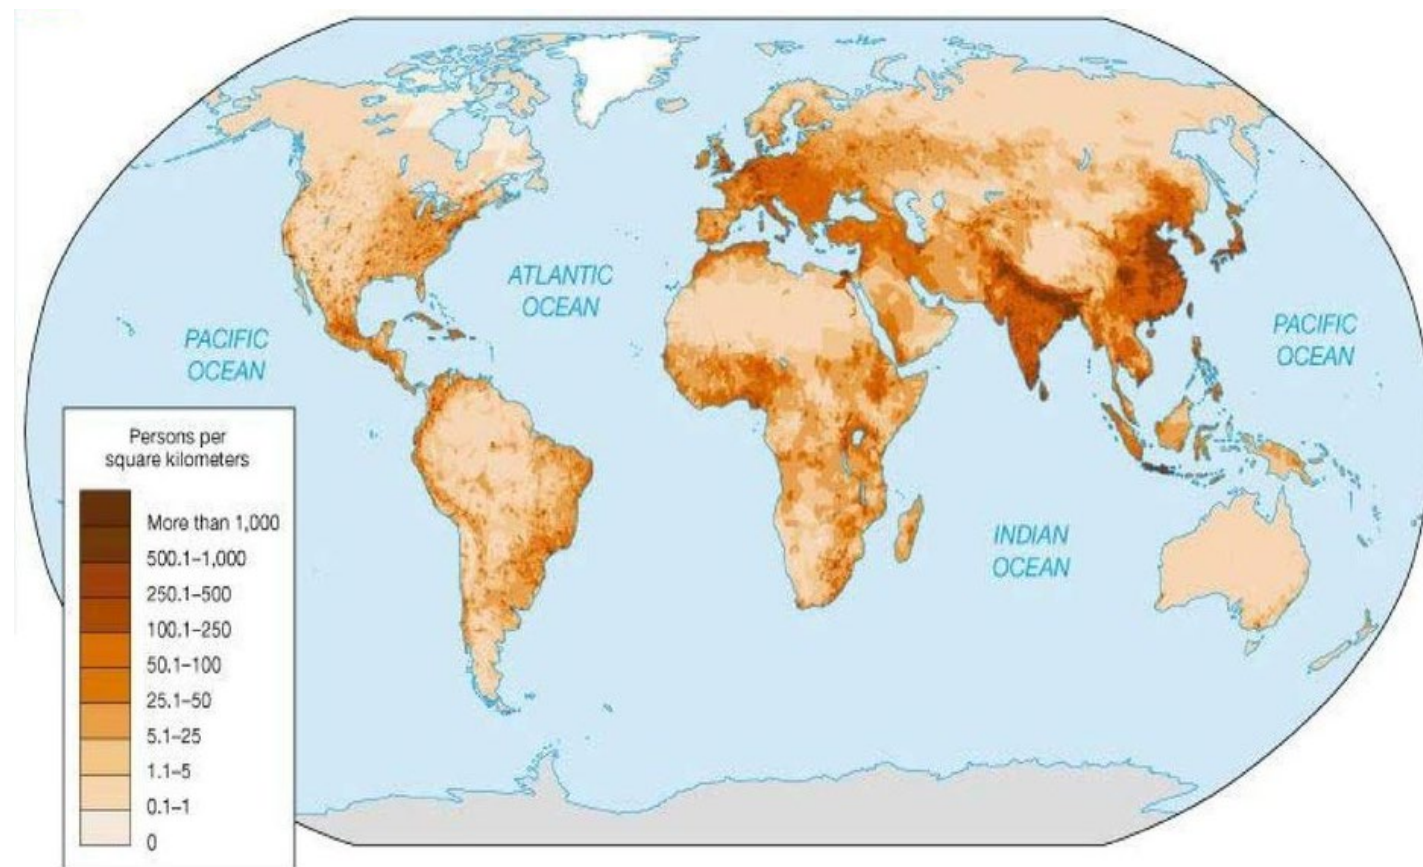 ATLANTIC
OCEAN
PACIFIC
OCEAN
PACIFIC
OCEAN
INDIAN
OCEAN
Persons per
square kilometers
More than 1,000
500.1–1,000
250.1–500
100.1–250
50.1–100
25.1–50
5.1–25
1.1–5
0.1–1
0